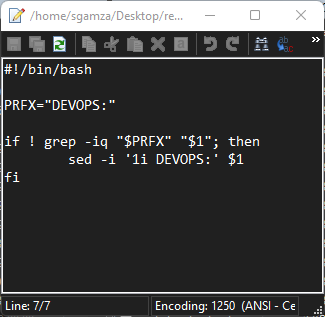 /home/sgamza/Desktop/re...
#!/bin/bash
PRFX="DEVOPS:"
if ! grep -iq "$PRFX" "$1"; then
sed -i '1i DEVOPS:' $1
fi
Line: 7/7
Encoding: 1250 (ANSI - Ce